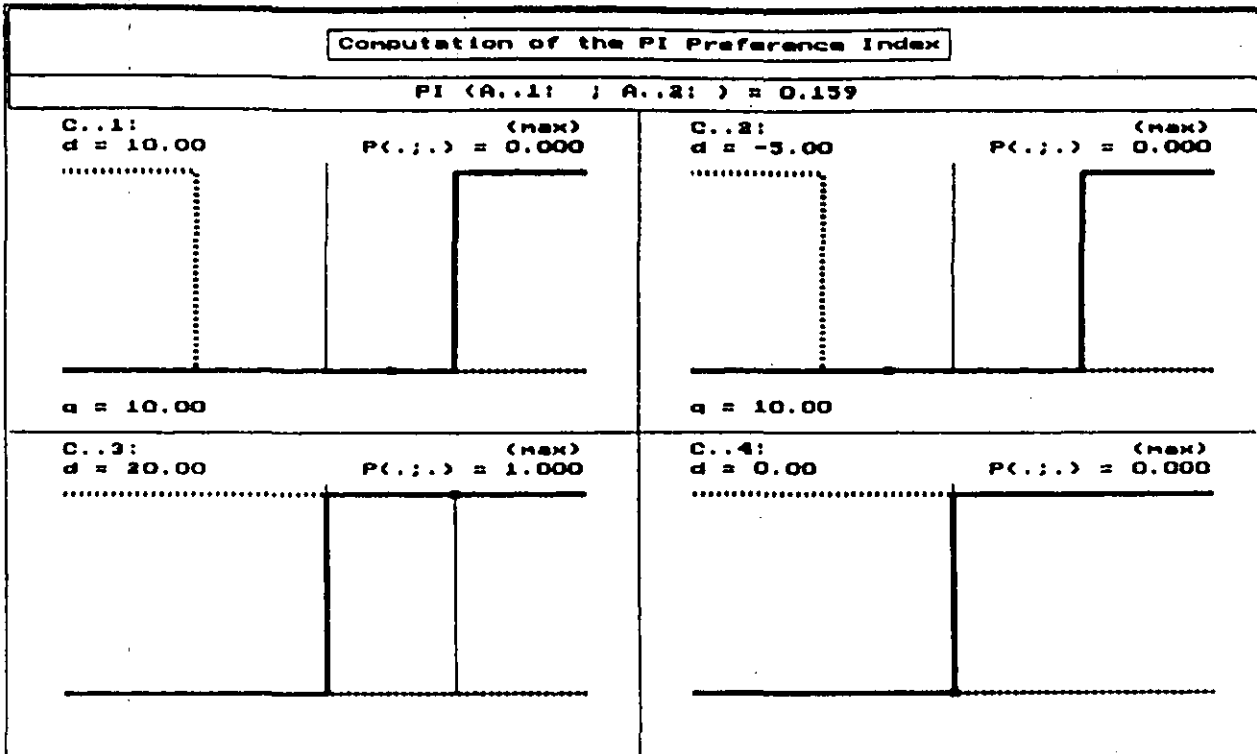 Computation of the PI Preference Index
PI (A..1: ; A..2: ) = 0.159
C..1: (max)
d = 10.00 P(.;.) = 0.000
q = 10.00
C..2: (max)
d = -5.00 P(.;.) = 0.000
q = 10.00
C..3: (max)
d = 20.00 P(.;.) = 1.000
C..4: (max)
d = 0.00 P(.;.) = 0.000